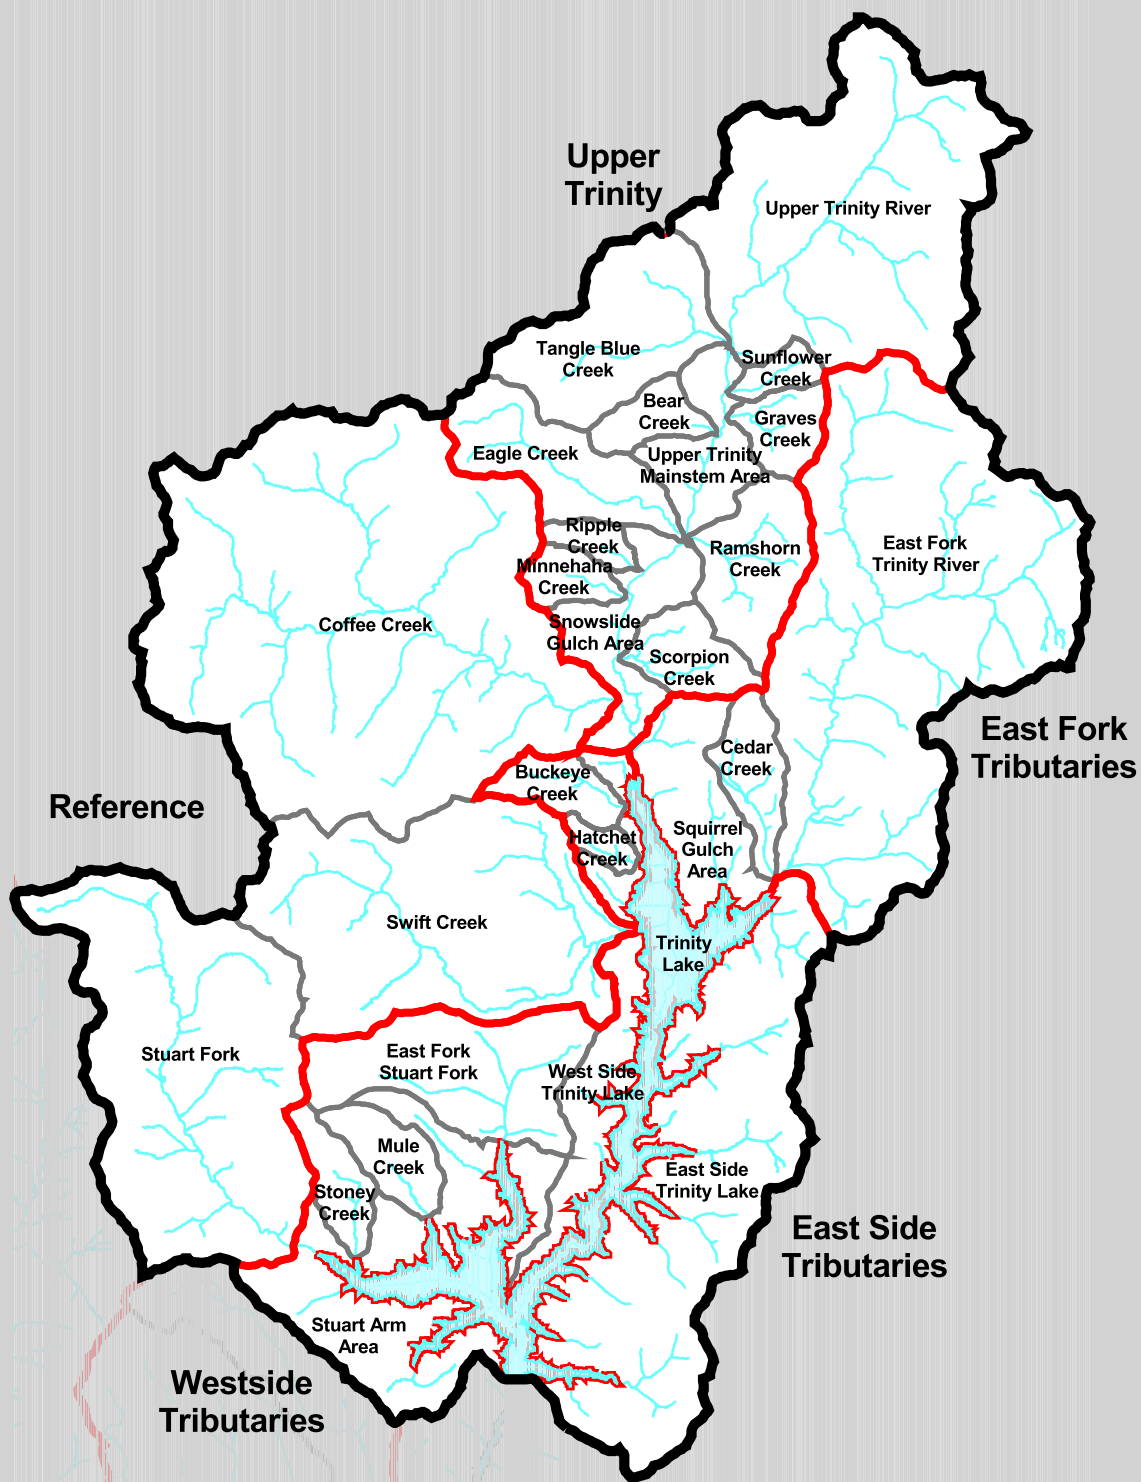 Upper
Trinity
Upper Trinity River
Tangle Blue
Creek
Sunflower
Creek
Bear
Creek
Graves
Creek
Eagle Creek
Upper Trinity
Mainstem Area
Ripple
Creek
Ramshorn
Creek
East Fork
Trinity River
Minnehaha
Creek
Coffee Creek
Snowslide
Gulch Area
Scorpion
Creek
East Fork
Tributaries
Cedar
Creek
Buckeye
Creek
Reference
Hatchet
Creek
Squirrel
Gulch
Area
Swift Creek
Trinity
Lake
Stuart Fork
East Fork
Stuart Fork
West Side
Trinity Lake
Mule
Creek
East Side
Trinity Lake
Stoney
Creek
East Side
Tributaries
Stuart Arm
Area
Westside
Tributaries